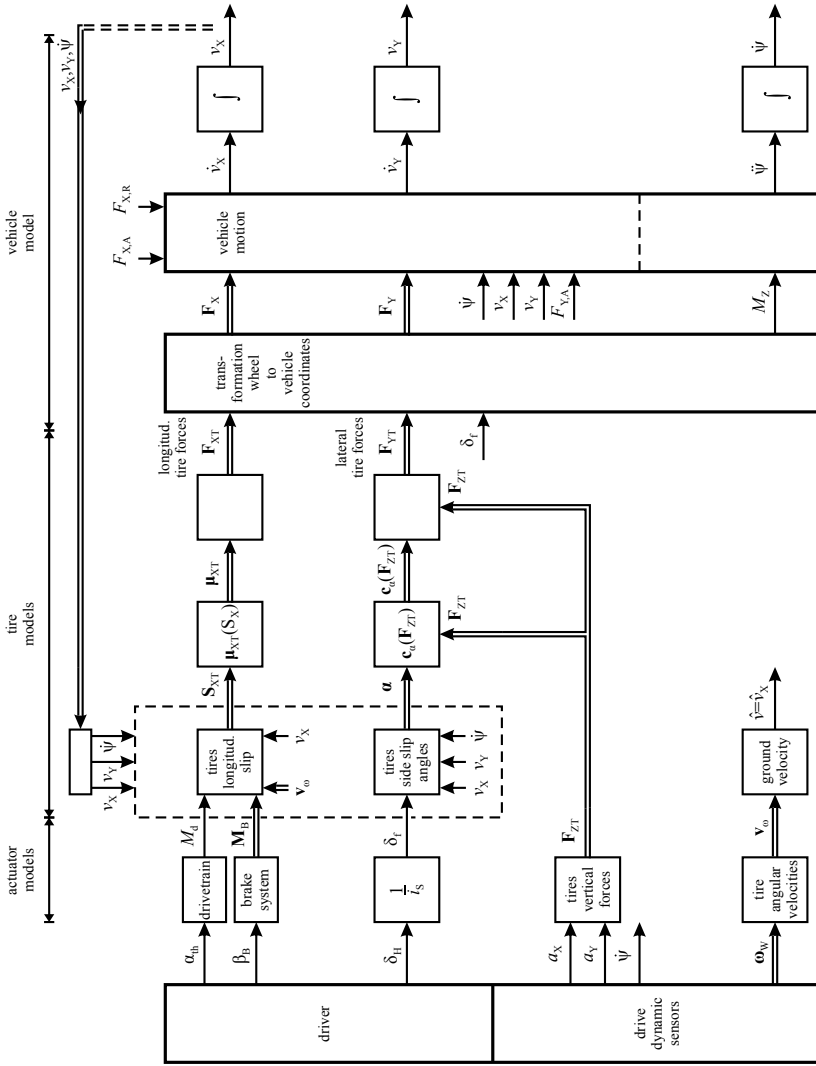 actuator
models
tire
models
vehicle
model
v_X, v_Y, ψ̇
v_X
v_Y
ψ̇
F_X,A
F_X,R
driver
α_th
drivetrain
M_d
β_B
brake
system
M_B
tires
longitud.
slip
v_ω
v_X
S_XT
μ_XT(S_X)
μ_XT
longitud.
tire forces
F_XT
trans-
formation
wheel
to
vehicle
coordinates
F_X
vehicle
motion
v̇_X
∫
v_X
δ_H
1/i_s
δ_f
tires
side slip
angles
v_X
v_Y
ψ̇
α
c_α(F_ZT)
c_α(F_ZT)
lateral
tire forces
F_YT
F_Y
v̇_Y
∫
v_Y
F_ZT
F_ZT
δ_f
ψ̇
v_X
v_Y
F_Y,A
drive
dynamic
sensors
a_X
a_Y
ψ̇
tires
vertical
forces
F_ZT
ω_W
tire
angular
velocities
v_ω
ground
velocity
v̂=v̂_X
M_Z
ψ̈
∫
ψ̇